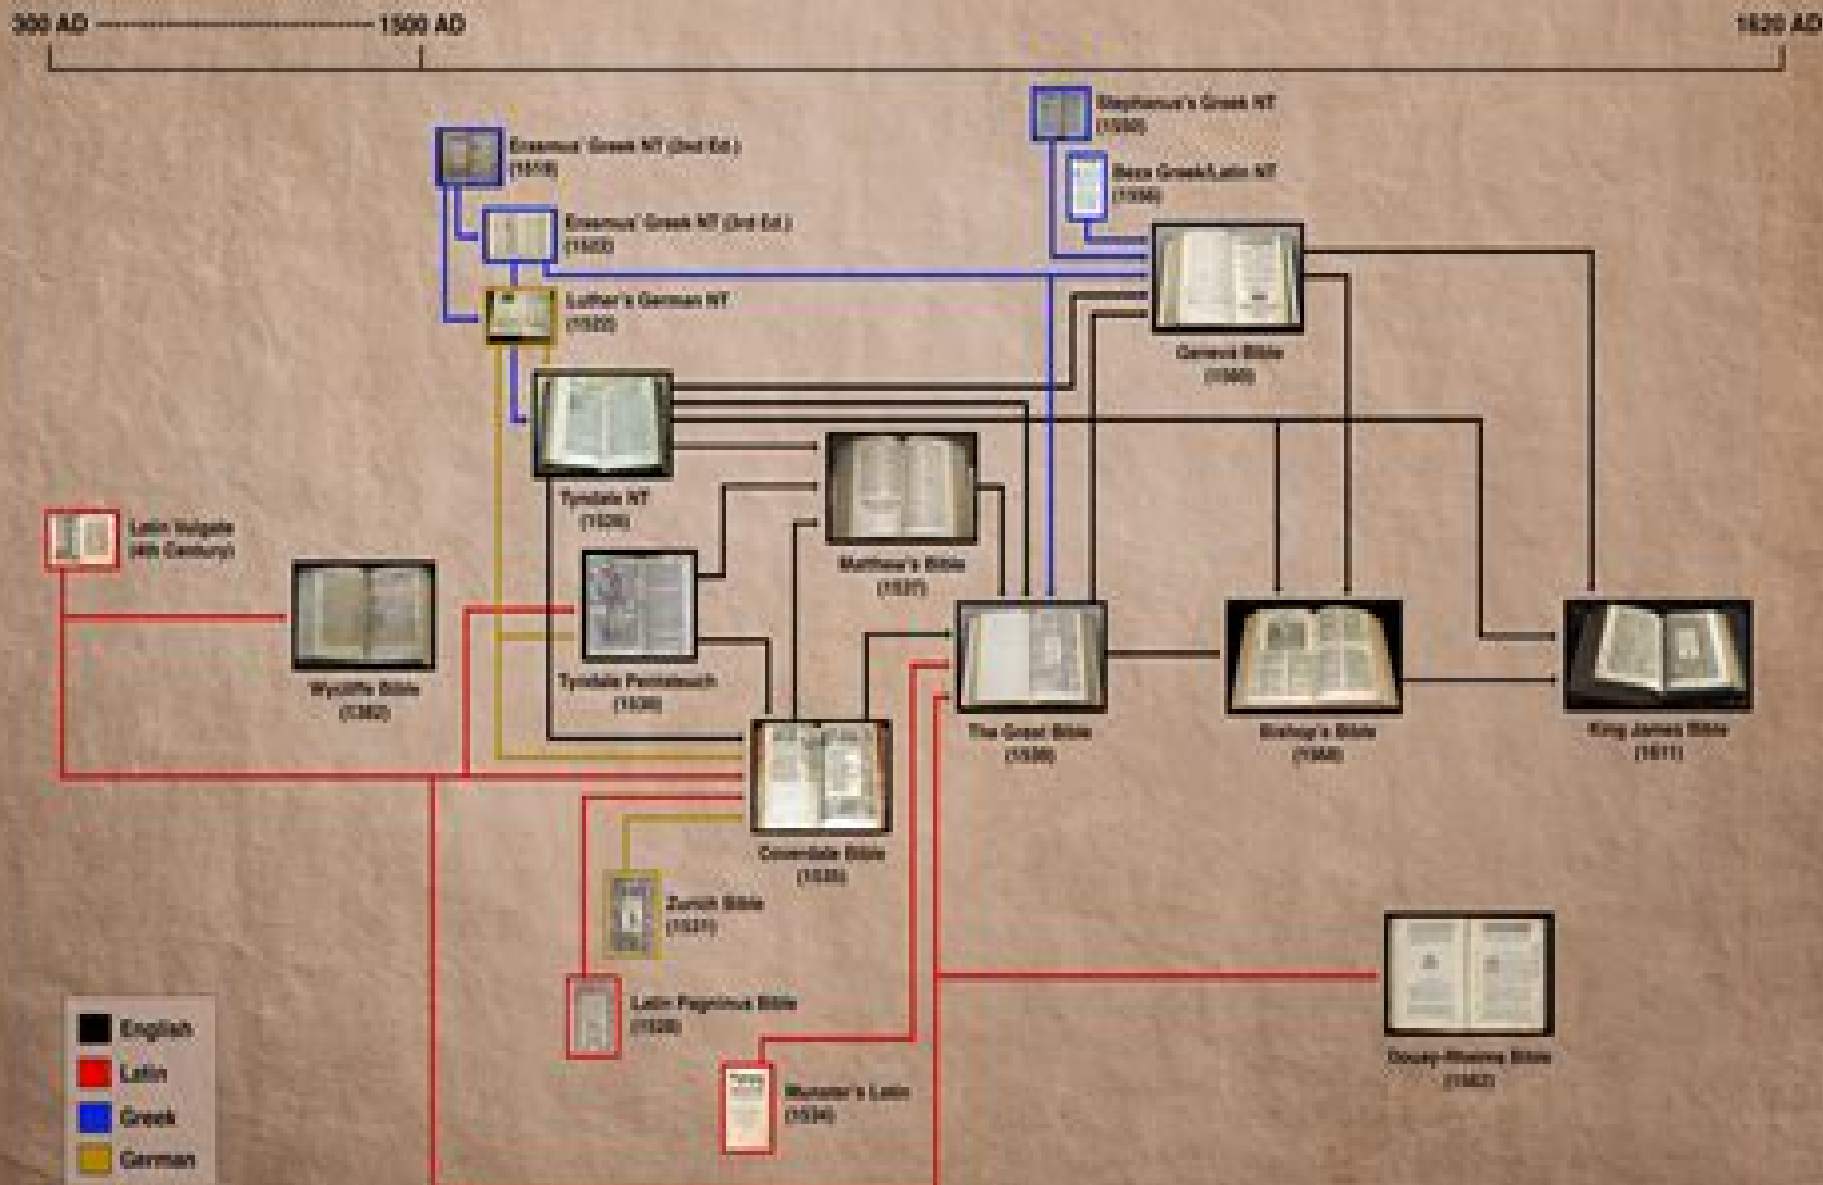 300 AD
1500 AD
1620 AD
Stephanus's Greek NT
(1550)
Erasmus' Greek NT (2nd Ed.)
(1519)
Beza Greek/Latin NT
(1556)
Erasmus' Greek NT (3rd Ed.)
(1522)
Luther's German NT
(1522)
Geneva Bible
(1560)
Tyndale NT
(1526)
Latin Vulgate
(4th Century)
Matthew's Bible
(1537)
Wycliffe Bible
(1382)
Tyndale Pentateuch
(1530)
The Great Bible
(1539)
Bishop's Bible
(1568)
King James Bible
(1611)
Coverdale Bible
(1535)
Zurich Bible
(1531)
Latin Pagninus Bible
(1528)
Douay-Rheims Bible
(1582)
Munster's Latin
(1534)
English
Latin
Greek
German